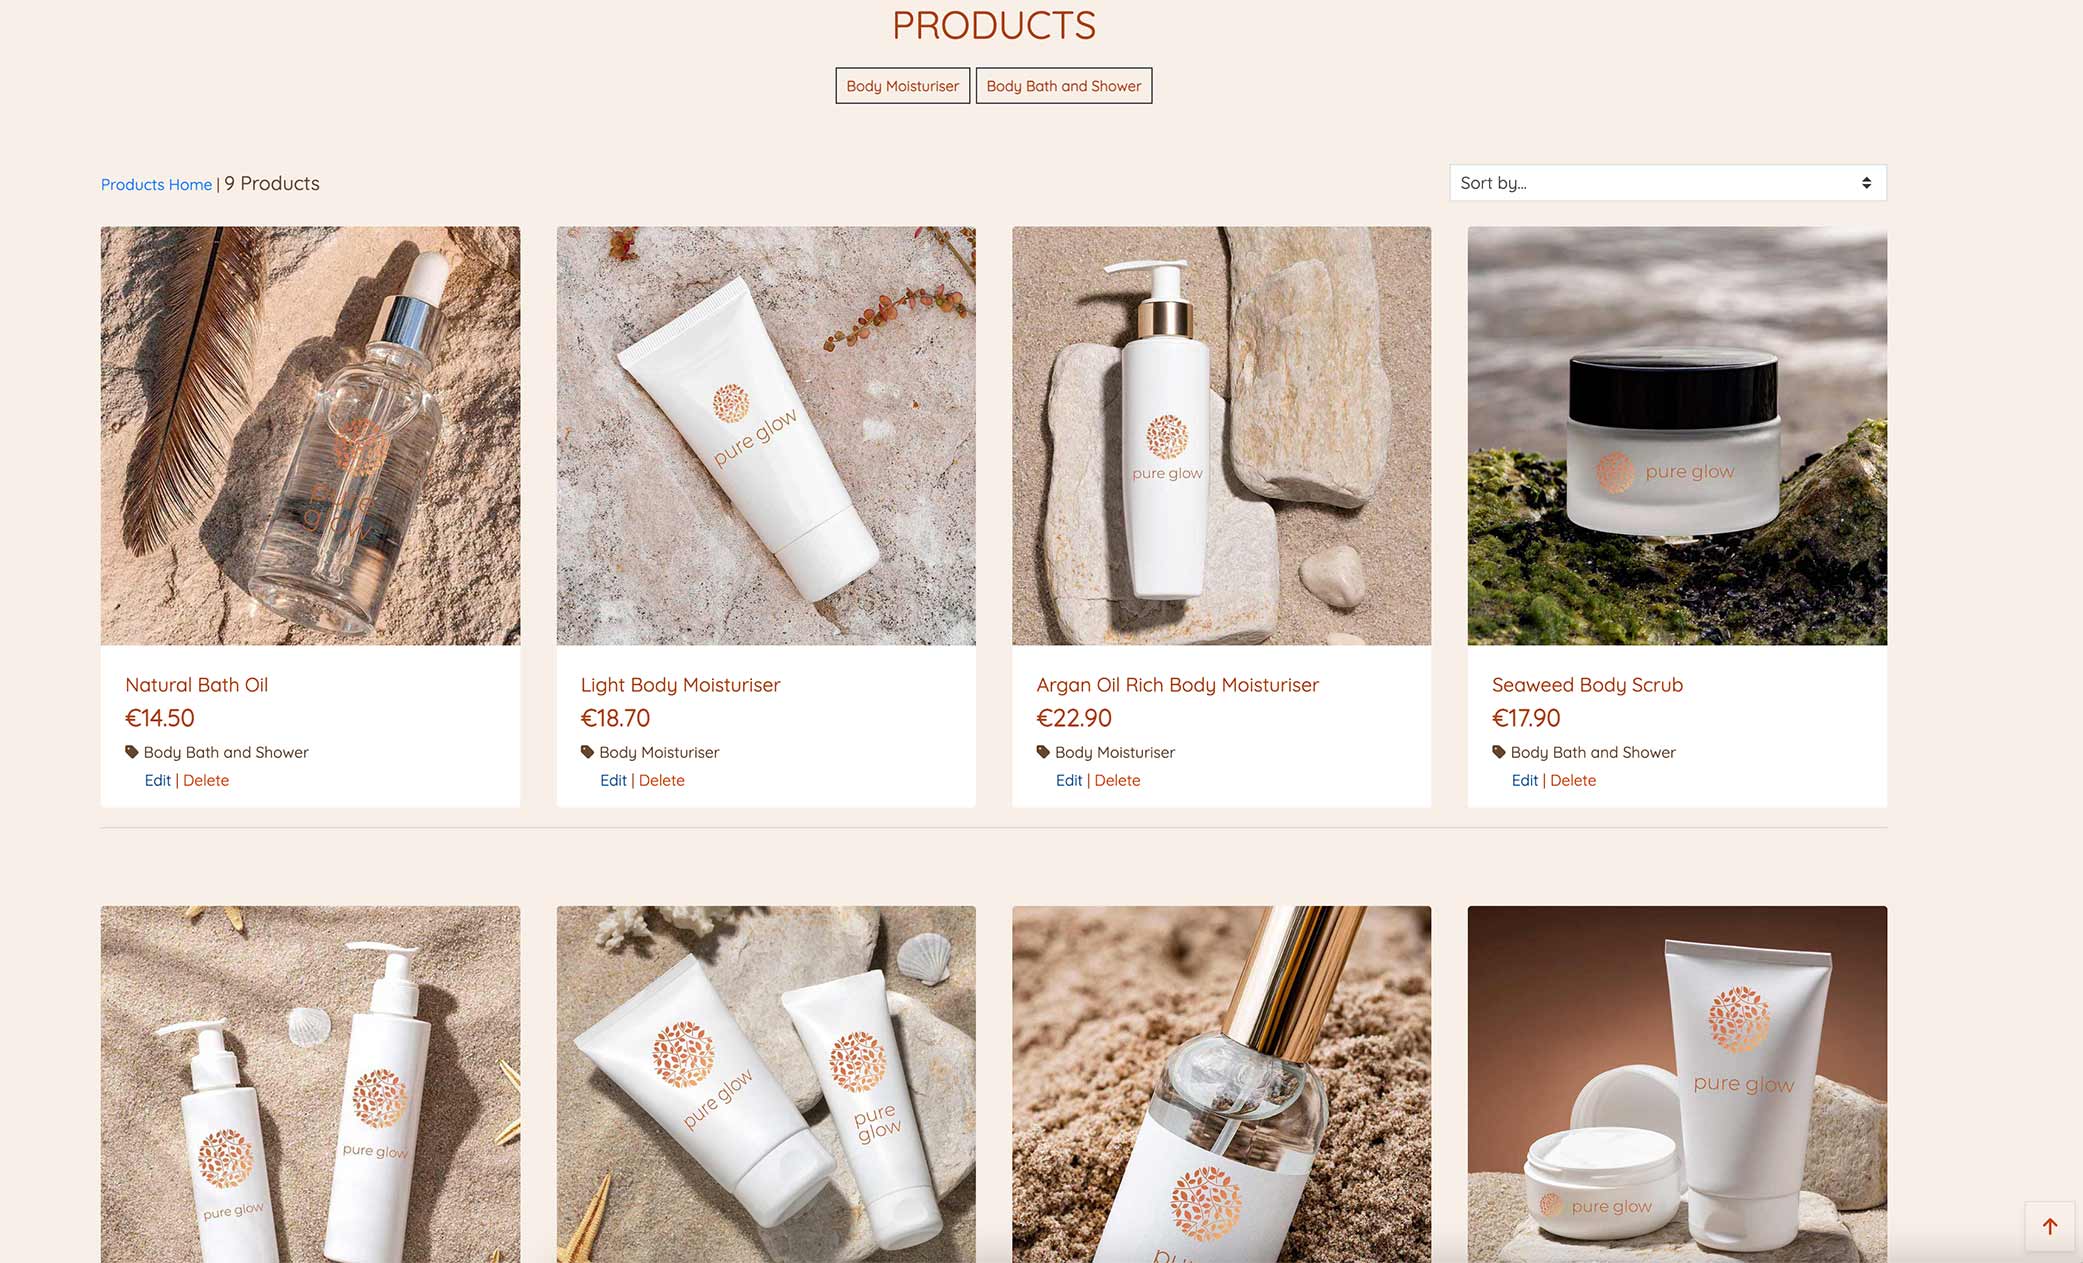 PRODUCTS
Body Moisturiser Body Bath and Shower
Products Home | 9 Products
Sort by...
pure
glow
pure glow
pure glow
pure glow
Natural Bath Oil
€14.50
Body Bath and Shower
Edit | Delete
Light Body Moisturiser
€18.70
Body Moisturiser
Edit | Delete
Argan Oil Rich Body Moisturiser
€22.90
Body Moisturiser
Edit | Delete
Seaweed Body Scrub
€17.90
Body Bath and Shower
Edit | Delete
pure glow
pure glow
pure glow
pure
glow
pure glow
pure glow